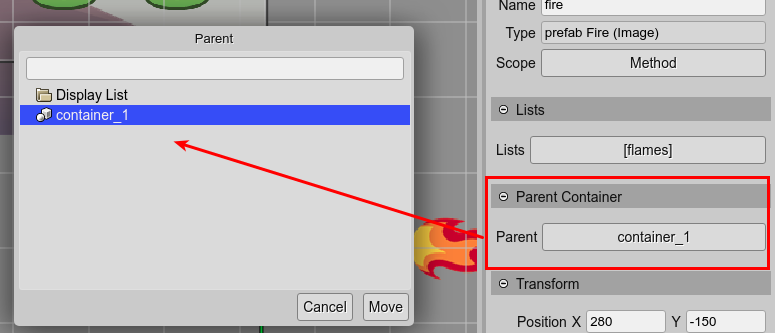 Parent
Display List
container_1
Cancel Move
Name fire
Type prefab Fire (Image)
Scope Method
Lists
Lists [flames]
Parent Container
Parent container_1
Transform
Position X 280 Y -150